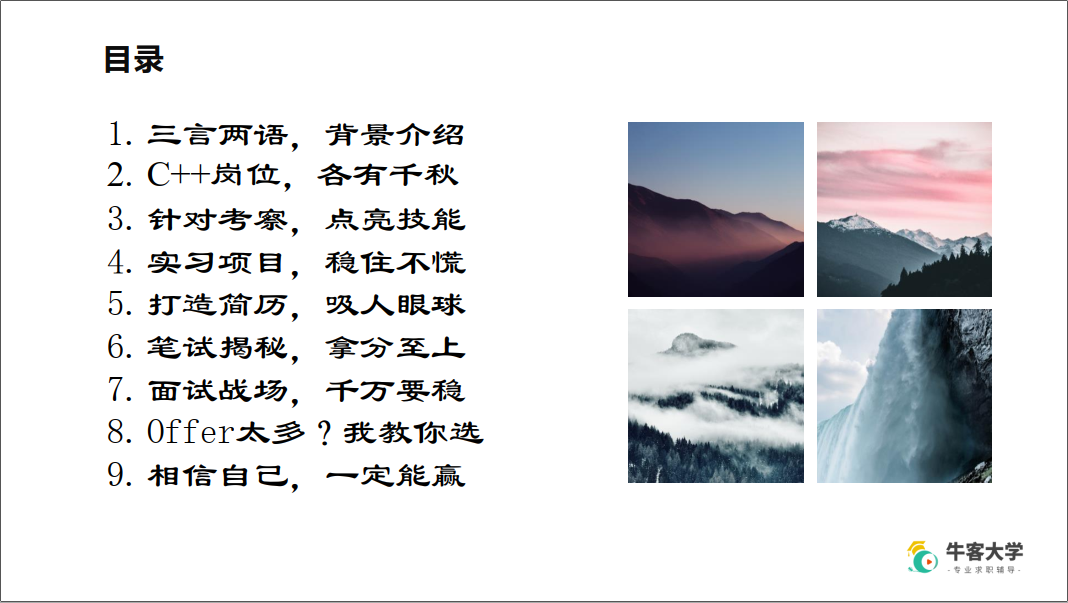 目录
1. 三言两语，背景介绍
2. C++岗位，各有千秋
3. 针对考察，点亮技能
4. 实习项目，稳住不慌
5. 打造简历，吸人眼球
6. 笔试揭秘，拿分至上
7. 面试战场，千万要稳
8. Offer太多？我教你选
9. 相信自己，一定能赢
牛客大学
-专业求职辅导-